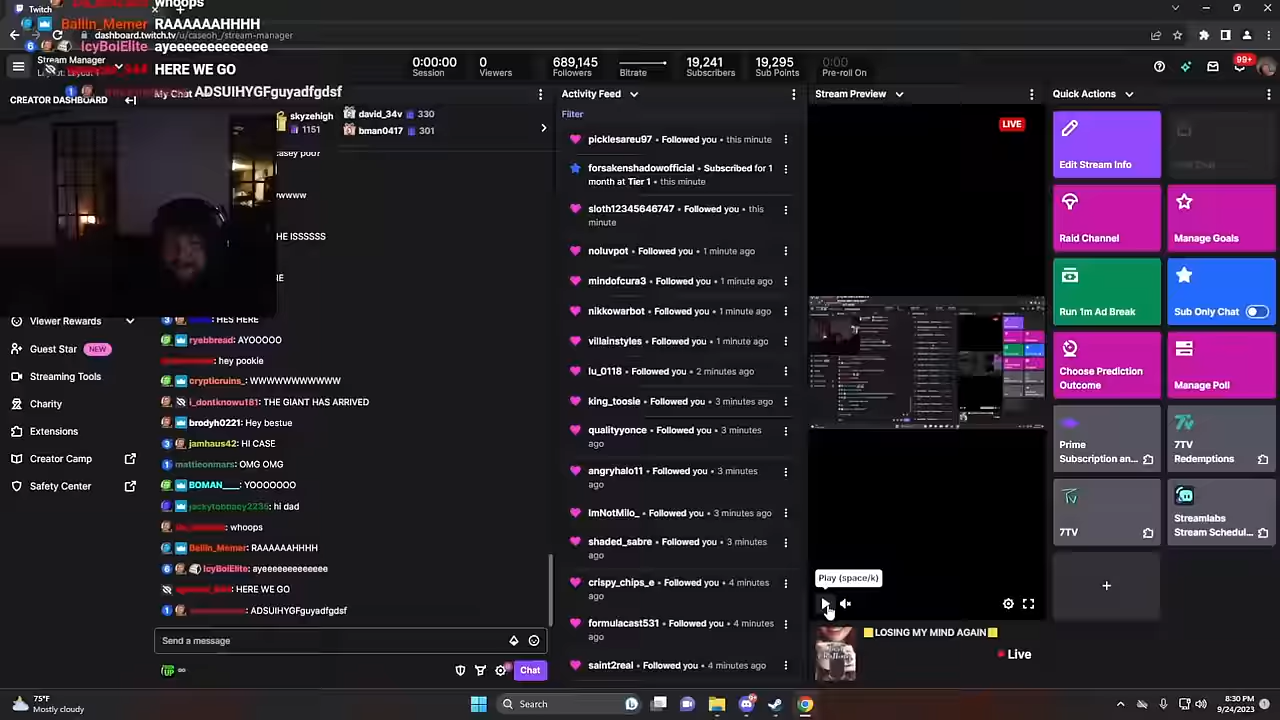 Twitch
whoops
Ballin_Memer RAAAAAAHHHH
dashboard.twitch.tv/u/caseoh_/stream-manager
IcyBoiElite ayeeeeeeeeeeee
Stream Manager
HERE WE GO
0:00:00
Session
0
Viewers
689,145
Followers
Bitrate
19,241
Subscribers
19,295
Sub Points
0:00
Pre-roll On
99+
CREATOR DASHBOARD
My Chat
ADSUIHYGFguyadfgdsf
skyzehigh
1151
david_34v 330
bman0417 301
HE ISSSSS
Viewer Rewards
Guest Star NEW
Streaming Tools
Charity
Extensions
Creator Camp
Safety Center
HES HERE
hey pookie
crypticruins_: WWWWWWWWWWW
i_dontknowu181: THE GIANT HAS ARRIVED
jamhaus42: HI CASE
mattieonmars: OMG OMG
BOMAN____: YOOOOOOO
hi dad
: whoops
Ballin_Memer: RAAAAAAHHHH
IcyBoiElite: ayeeeeeeeeeeee
: HERE WE GO
: ADSUIHYGFguyadfgdsf
Send a message
Chat
Activity Feed
Filter
picklesareu97 • Followed you • this minute
forsakenshadowofficial • Subscribed for 1
month at Tier 1 • this minute
sloth12345646747 • Followed you • this
minute
noluvpot • Followed you • 1 minute ago
mindofcura3 • Followed you • 1 minute ago
Followed you • 1 minute ago
Followed you • 1 minute ago
lu_0118 • Followed you • 2 minutes ago
king_toosie • Followed you • 3 minutes ago
qualityyonce • Followed you • 3 minutes
ago
angryhalo11 • Followed you • 3 minutes
ago
ImNotMilo_ • Followed you • 3 minutes ago
shaded_sabre • Followed you • 3 minutes
ago
crispy_chips_e • Followed you • 4 minutes
ago
formulacast531 • Followed you • 4 minutes
ago
saint2real • Followed you • 4 minutes ago
Stream Preview
LIVE
Play (space/k)
LOSING MY MIND AGAIN
Live
Quick Actions
Edit Stream Info
Raid Channel
Manage Goals
Run 1m Ad Break
Sub Only Chat
Choose Prediction
Outcome
Manage Poll
Prime
Subscription an...
7TV
Redemptions
7TV
Streamlabs
Stream Schedul...
+
75°F
Mostly cloudy
Search
8:30 PM
9/24/2023